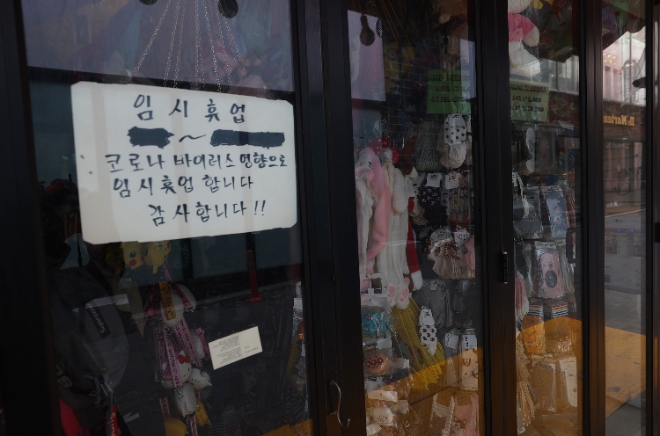 임시휴업
~
코로나 바이러스 영향으로
임시휴업 합니다
감사합니다!!